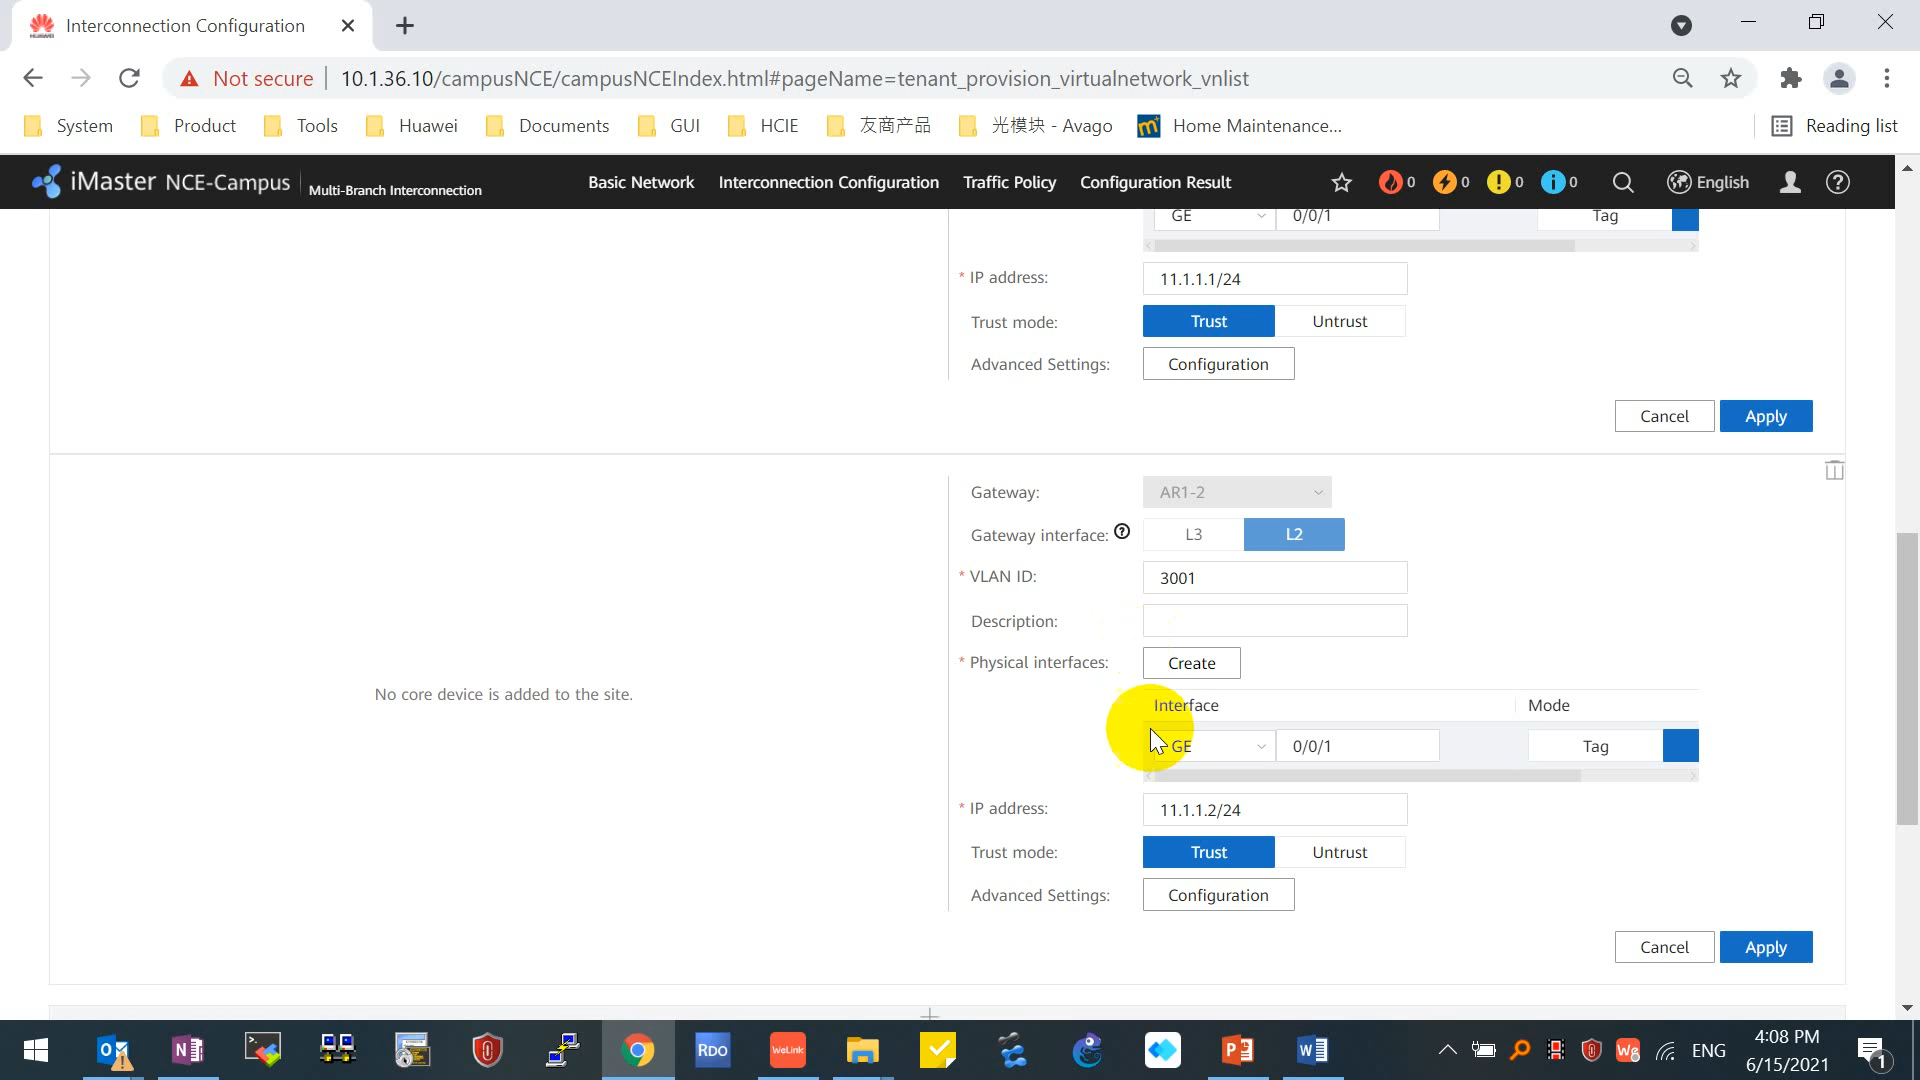 Interconnection Configuration
Not secure | 10.1.36.10/campusNCE/campusNCEIndex.html#pageName=tenant_provision_virtualnetwork_vnlist
System Product Tools Huawei Documents GUI HCIE 友商产品 光模块 - Avago Home Maintenance... Reading list
iMaster NCE-Campus Multi-Branch Interconnection Basic Network Interconnection Configuration Traffic Policy Configuration Result 0 0 0 0 English
GE 0/0/1 Tag
* IP address: 11.1.1.1/24
Trust mode: Trust Untrust
Advanced Settings: Configuration
Cancel Apply
Gateway: AR1-2
Gateway interface: L3 L2
* VLAN ID: 3001
Description:
* Physical interfaces: Create
No core device is added to the site.
Interface Mode
GE 0/0/1 Tag
* IP address: 11.1.1.2/24
Trust mode: Trust Untrust
Advanced Settings: Configuration
Cancel Apply
RDO WeLink ENG 4:08 PM
6/15/2021 1